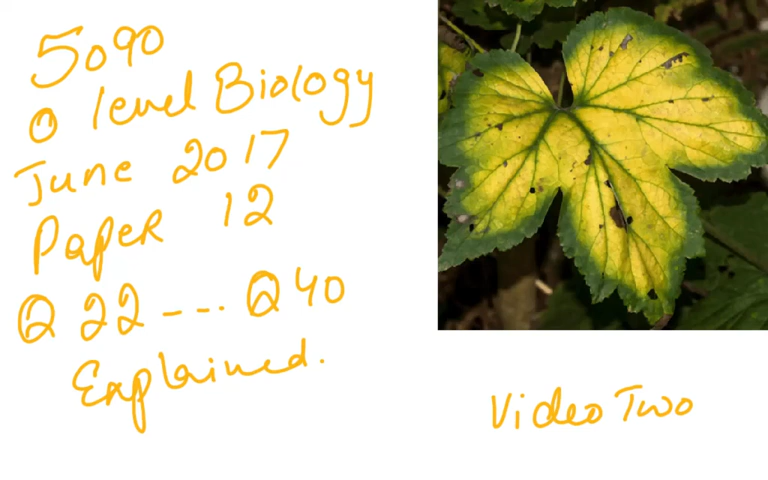 5090
O level Biology
June 2017
Paper 12
Q 22 --- Q 40
Explained.
Video Two